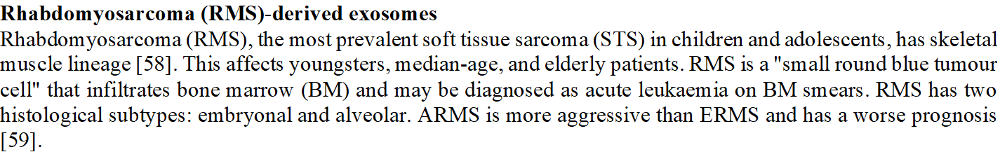 Rhabdomyosarcoma (RMS)-derived exosomes
Rhabdomyosarcoma (RMS), the most prevalent soft tissue sarcoma (STS) in children and adolescents, has skeletal
muscle lineage [58]. This affects youngsters, median-age, and elderly patients. RMS is a "small round blue tumour
cell" that infiltrates bone marrow (BM) and may be diagnosed as acute leukaemia on BM smears. RMS has two
histological subtypes: embryonal and alveolar. ARMS is more aggressive than ERMS and has a worse prognosis
[59].